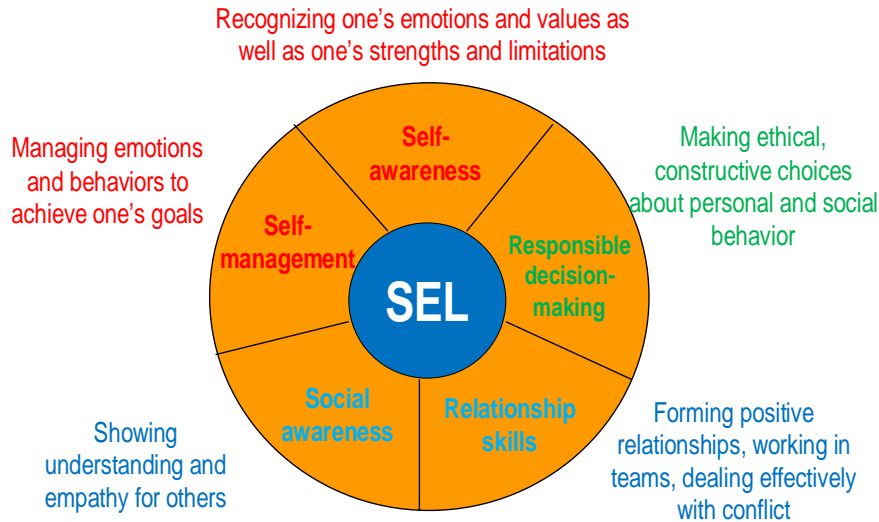 Recognizing one's emotions and values as
well as one's strengths and limitations
Self-
awareness
Managing emotions
and behaviors to
achieve one's goals
Self-
management
Making ethical,
constructive choices
about personal and social
behavior
Responsible
decision-
making
SEL
Social
awareness
Relationship
skills
Showing
understanding and
empathy for others
Forming positive
relationships, working in
teams, dealing effectively
with conflict